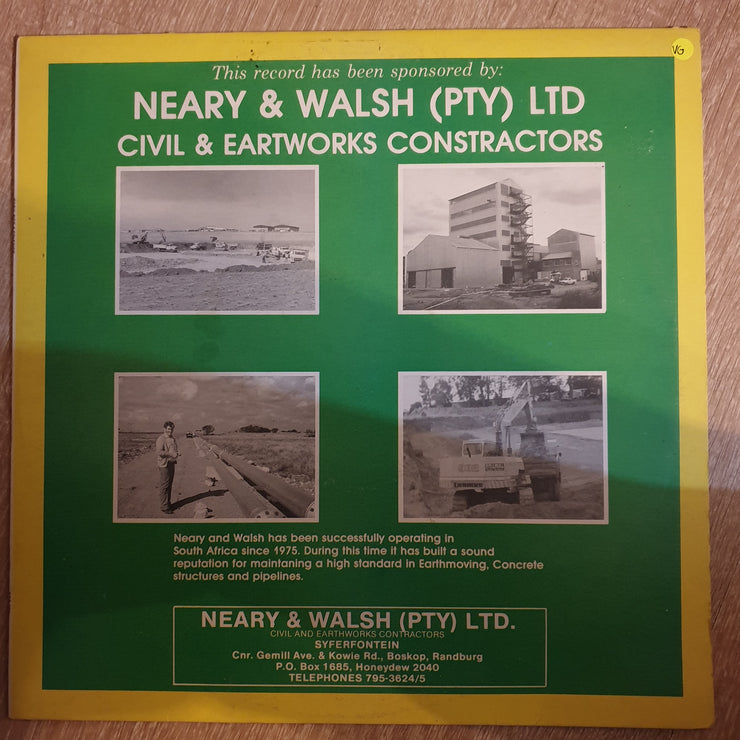 VG
This record has been sponsored by:
NEARY & WALSH (PTY) LTD
CIVIL & EARTWORKS CONSTRACTORS
Neary and Walsh has been successfully operating in
South Africa since 1975. During this time it has built a sound
reputation for maintaning a high standard in Earthmoving, Concrete
structures and pipelines.
NEARY & WALSH (PTY) LTD.
CIVIL AND EARTHWORKS CONTRACTORS
SYFERFONTEIN
Cnr. Gemill Ave. & Kowie Rd., Boskop, Randburg
P.O. Box 1685, Honeydew 2040
TELEPHONES 795-3624/5